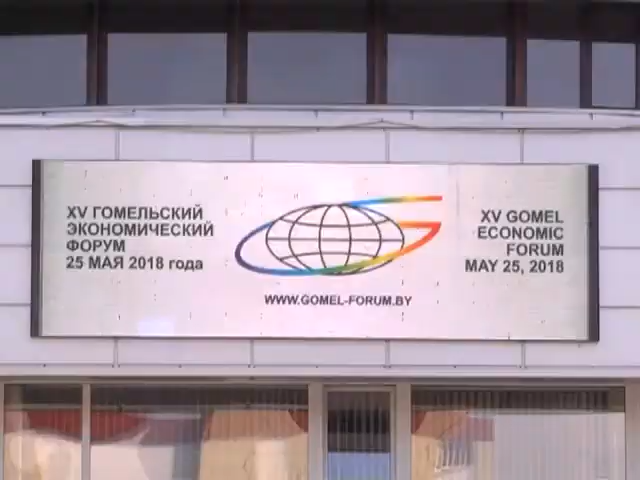 XV ГОМЕЛЬСКИЙ
ЭКОНОМИЧЕСКИЙ
ФОРУМ
25 МАЯ 2018 года
WWW.GOMEL-FORUM.BY
XV GOMEL
ECONOMIC
FORUM
MAY 25, 2018